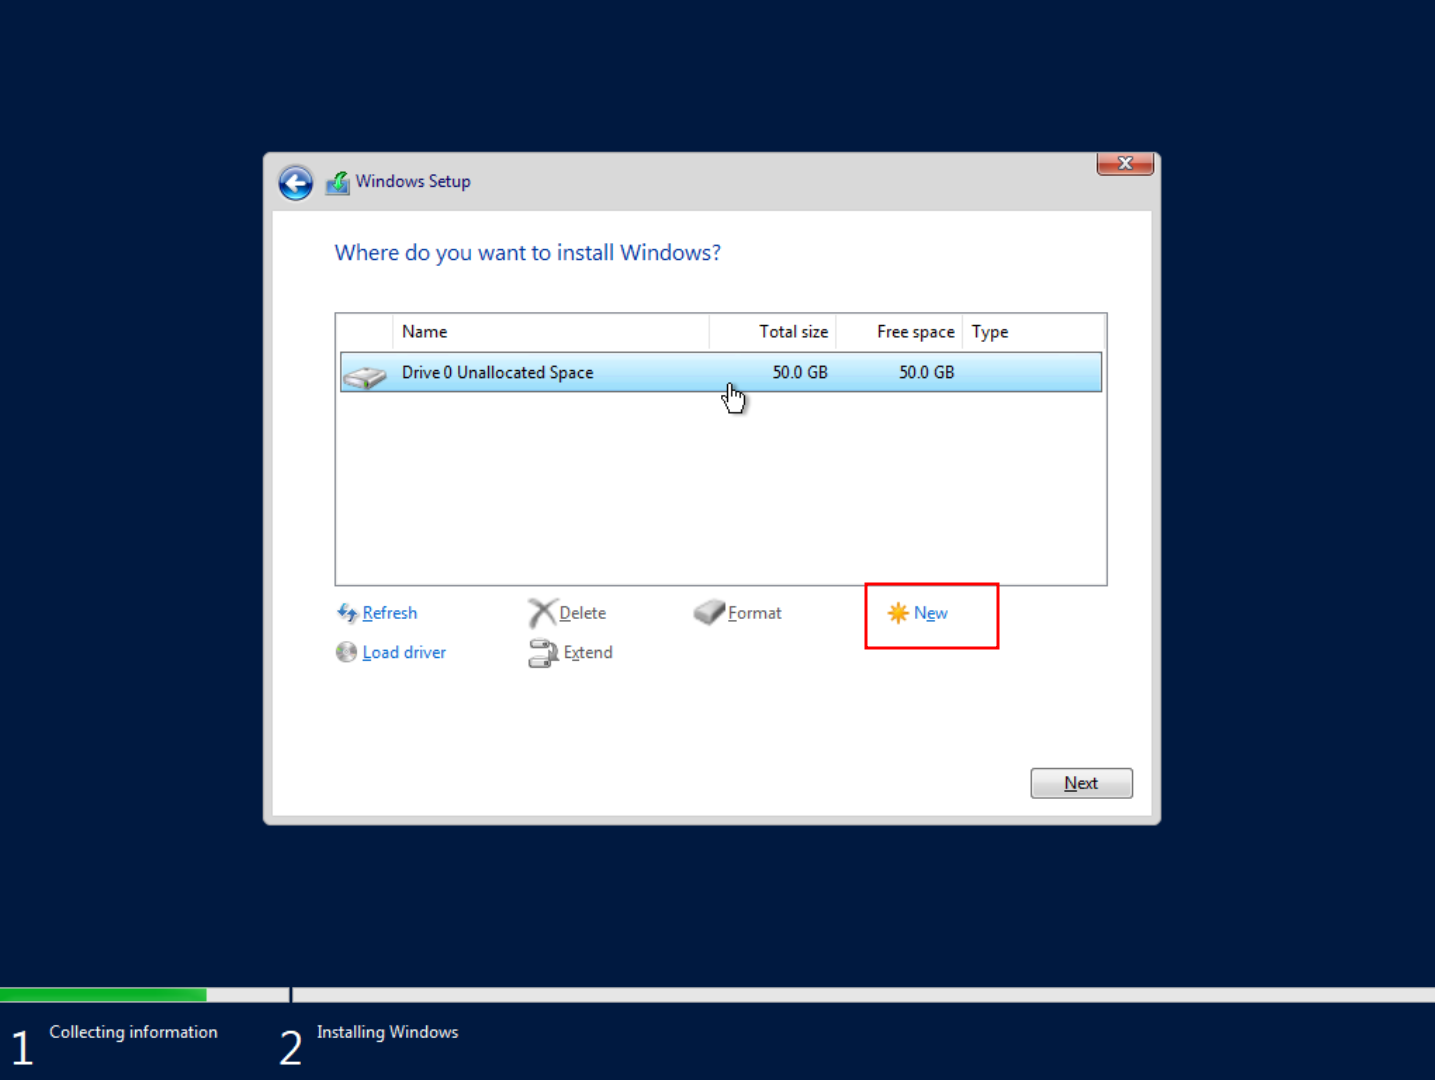 Windows Setup
X
Where do you want to install Windows?
Name Total size Free space Type
Drive 0 Unallocated Space 50.0 GB 50.0 GB
Refresh Delete Format New
Load driver Extend
Next
1 Collecting information 2 Installing Windows